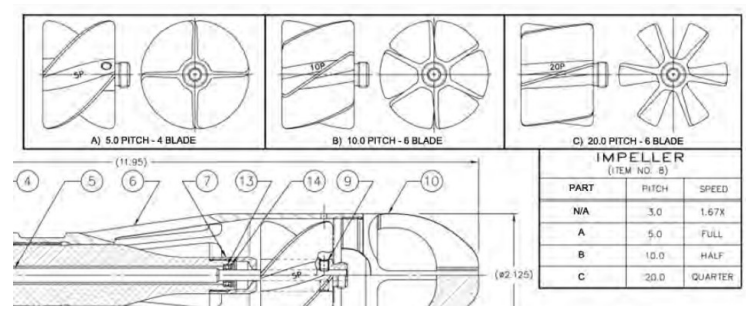 5P
10P
20P
A) 5.0 PITCH - 4 BLADE
B) 10.0 PITCH - 6 BLADE
C) 20.0 PITCH - 6 BLADE
(11.95)
4 5 6 7 13 14 9 10
5P
(ø2.125)
IMPELLER
(ITEM NO. 8)
PART PITCH SPEED
N/A 3.0 1.67X
A 5.0 FULL
B 10.0 HALF
C 20.0 QUARTER